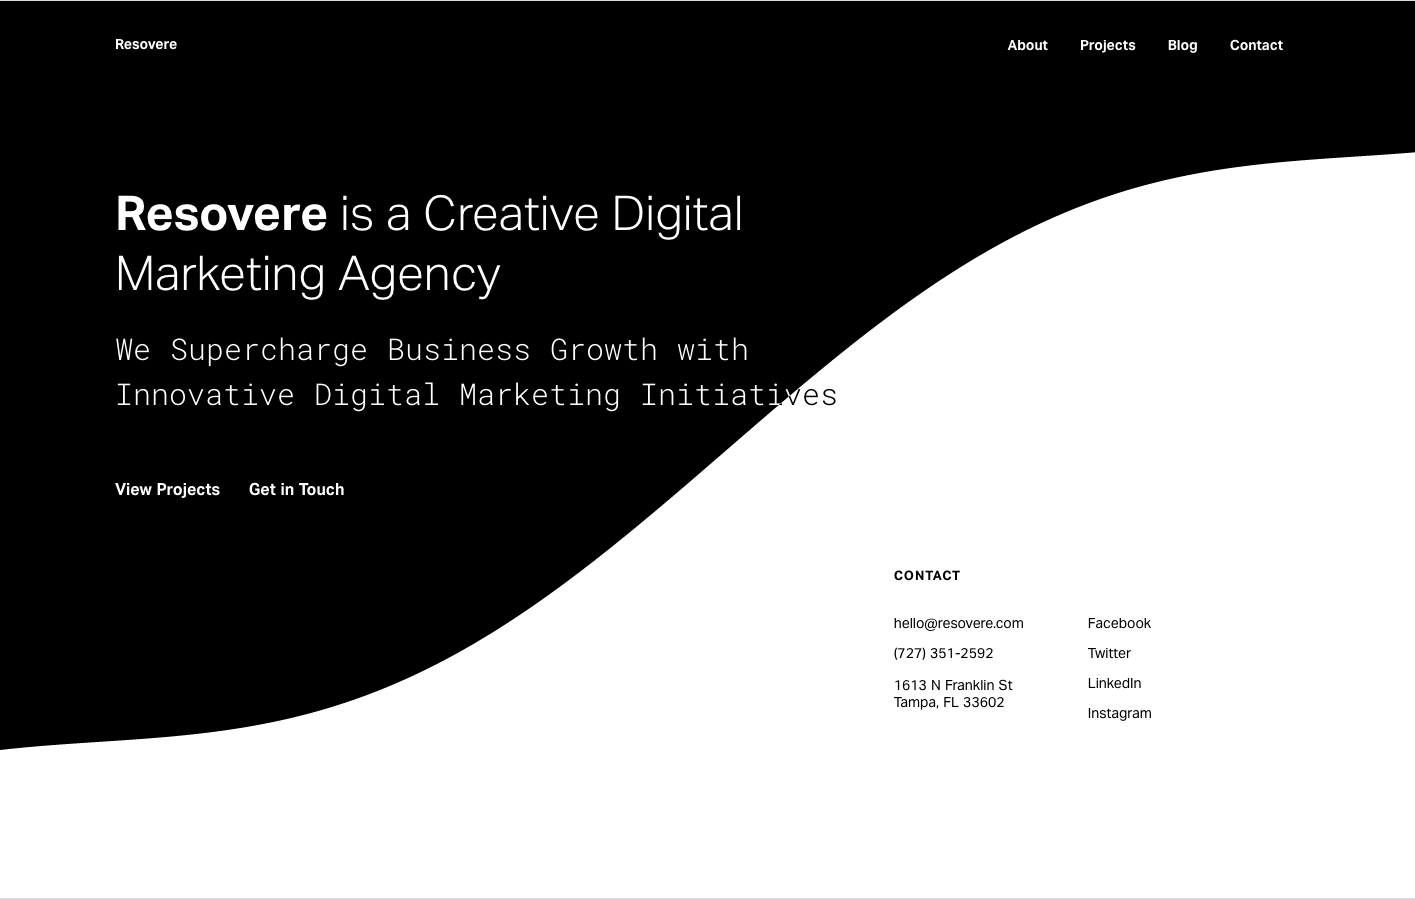 Resovere
About Projects Blog Contact
Resovere is a Creative Digital
Marketing Agency
We Supercharge Business Growth with
Innovative Digital Marketing Initiatives
View Projects Get in Touch
CONTACT
hello@resovere.com
(727) 351-2592
1613 N Franklin St
Tampa, FL 33602
Facebook
Twitter
LinkedIn
Instagram